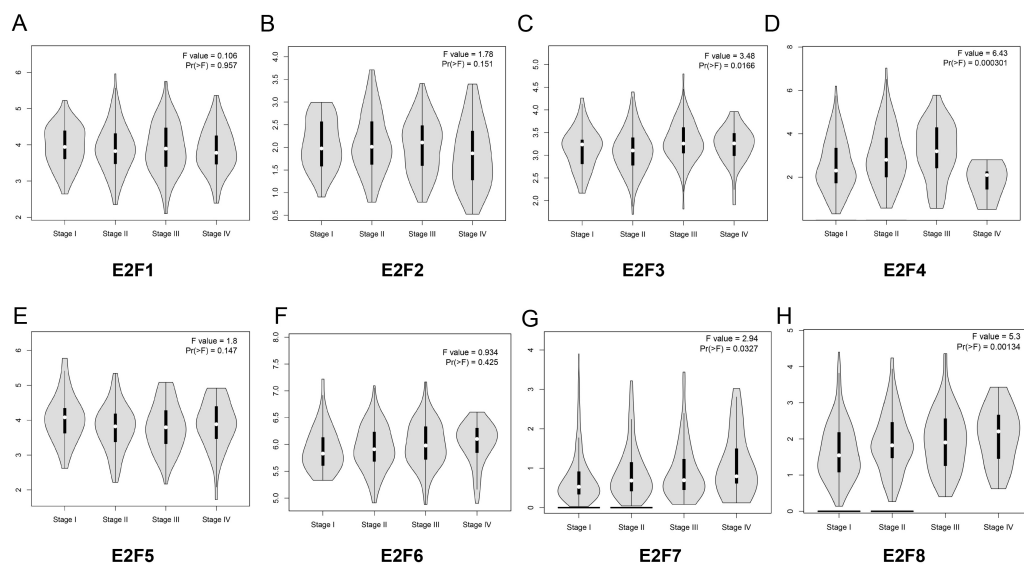 A
F value = 0.106
Pr(>F) = 0.957
6
5
4
3
2
Stage I Stage II Stage III Stage IV
E2F1
B
F value = 1.78
Pr(>F) = 0.151
4.0
3.5
3.0
2.5
2.0
1.5
1.0
0.5
Stage I Stage II Stage III Stage IV
E2F2
C
F value = 3.48
Pr(>F) = 0.0166
5.0
4.5
4.0
3.5
3.0
2.5
2.0
Stage I Stage II Stage III Stage IV
E2F3
D
F value = 6.43
Pr(>F) = 0.000301
8
6
4
2
Stage I Stage II Stage III Stage IV
E2F4
E
F value = 1.8
Pr(>F) = 0.147
6
5
4
3
2
Stage I Stage II Stage III Stage IV
E2F5
F
F value = 0.934
Pr(>F) = 0.425
8.0
7.5
7.0
6.5
6.0
5.5
5.0
Stage I Stage II Stage III Stage IV
E2F6
G
F value = 2.94
Pr(>F) = 0.0327
4
3
2
1
0
Stage I Stage II Stage III Stage IV
E2F7
H
F value = 5.3
Pr(>F) = 0.00134
5
4
3
2
1
0
Stage I Stage II Stage III Stage IV
E2F8